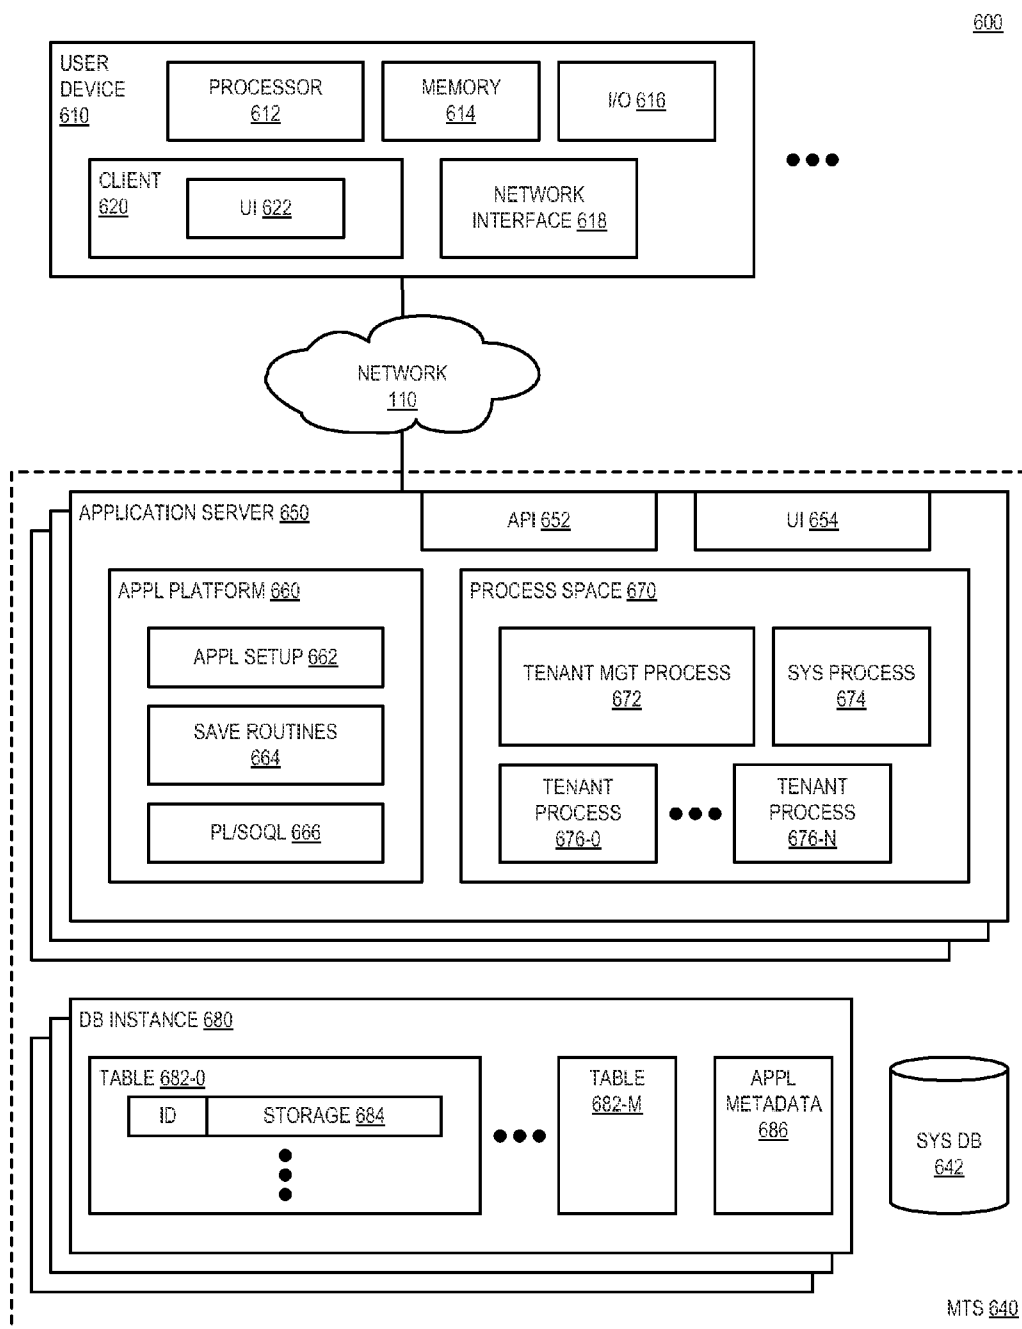 600
USER
DEVICE
610
PROCESSOR
612
MEMORY
614
I/O 616
CLIENT
620
UI 622
NETWORK
INTERFACE 618
NETWORK
110
APPLICATION SERVER 650
API 652
UI 654
APPL PLATFORM 660
APPL SETUP 662
SAVE ROUTINES
664
PL/SOQL 666
PROCESS SPACE 670
TENANT MGT PROCESS
672
SYS PROCESS
674
TENANT
PROCESS
676-0
TENANT
PROCESS
676-N
DB INSTANCE 680
TABLE 682-0
ID
STORAGE 684
TABLE
682-M
APPL
METADATA
686
SYS DB
642
MTS 640